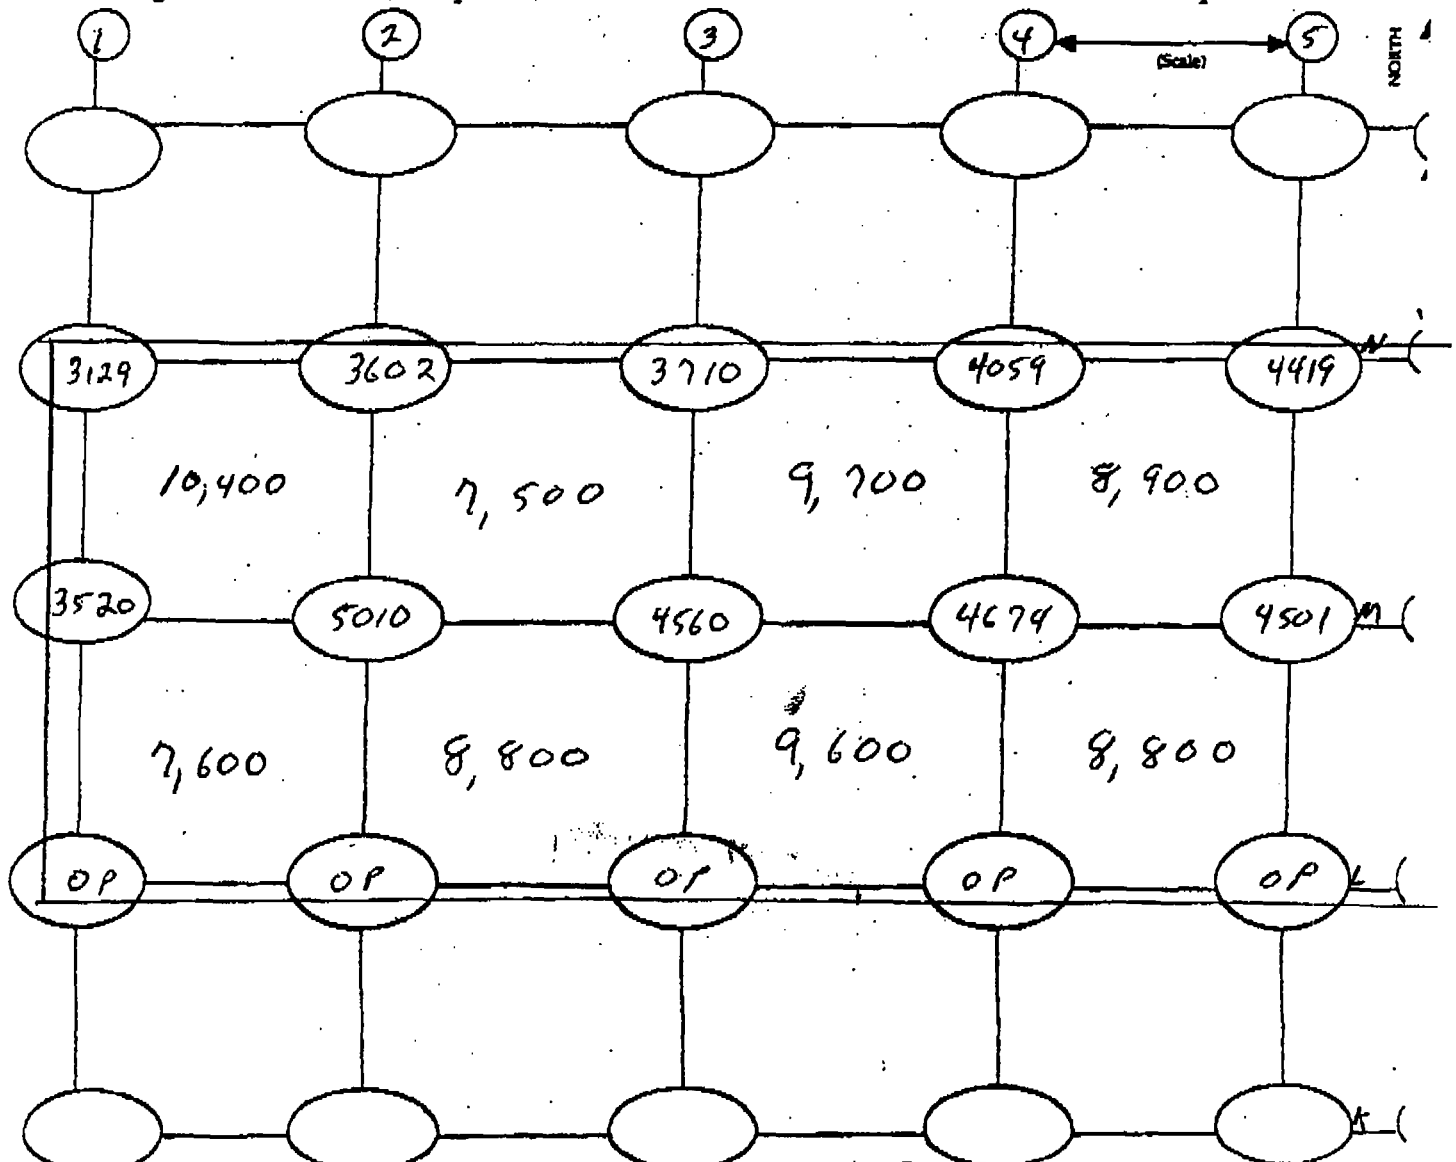 1 2 3 4 5
(Scale)
NORTH
3129 3602 3710 4059 4419 N
10,400 7,500 9,700 8,900
3520 5010 4560 4674 4501 M
7,600 8,800 9,600 8,800
OP OP OP OP OP L
K